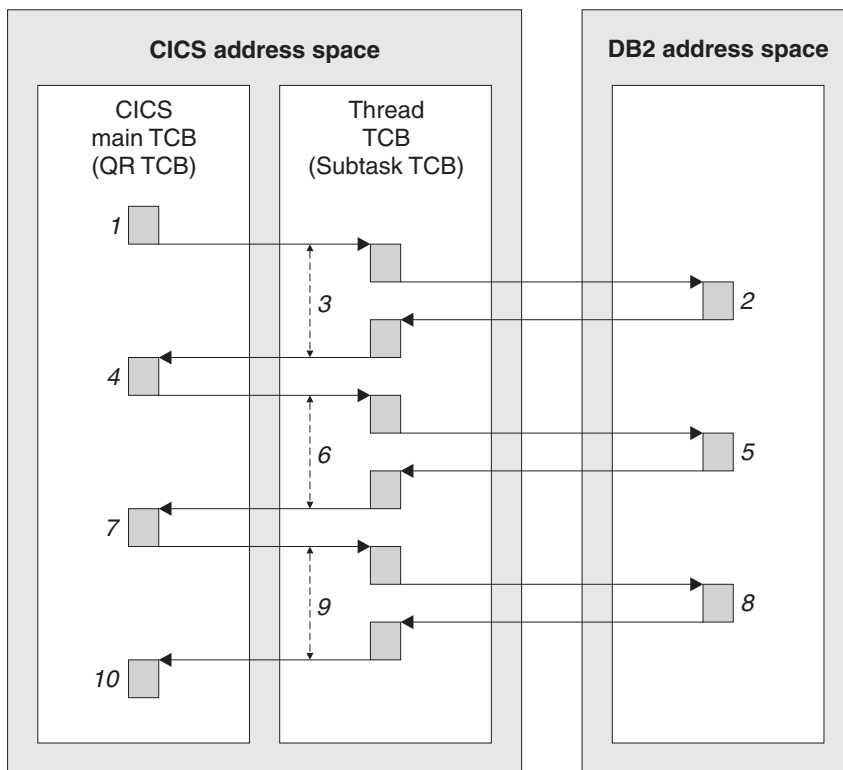 CICS address space
DB2 address space
CICS
main TCB
(QR TCB)
Thread
TCB
(Subtask TCB)
1
2
3
4
5
6
7
8
9
10